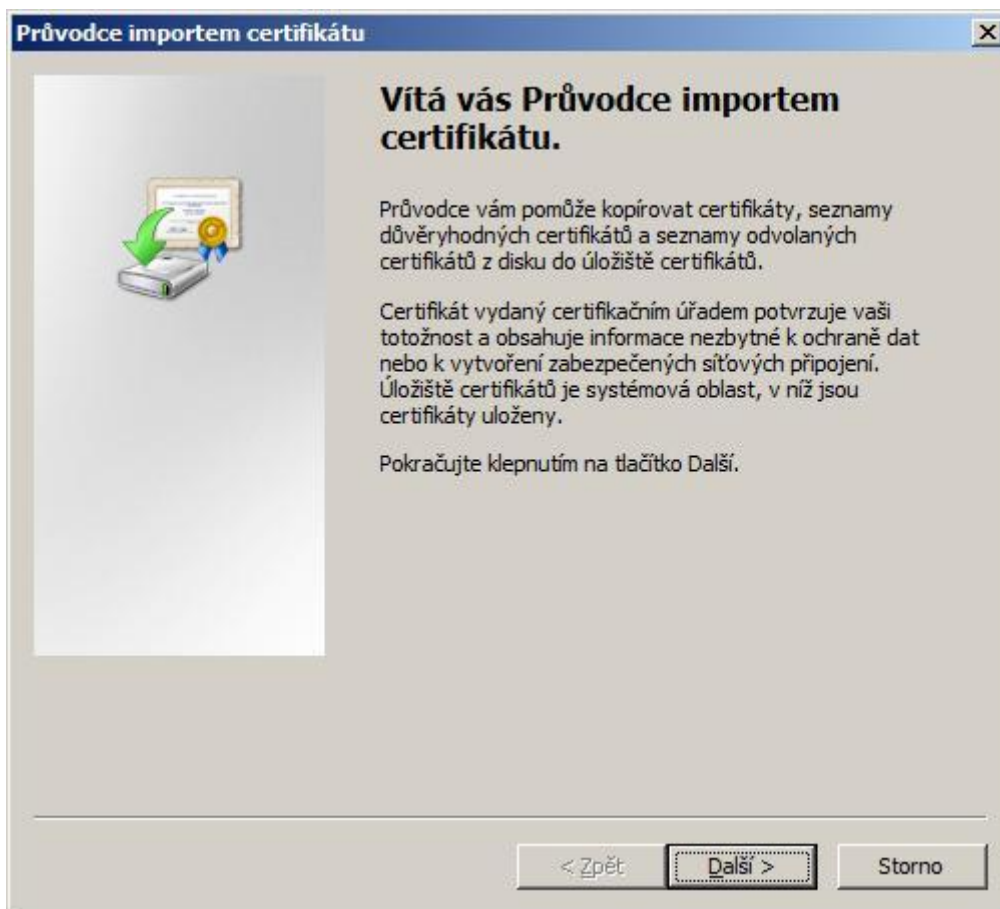 Průvodce importem certifikátu
Vítá vás Průvodce importem
certifikátu.
Průvodce vám pomůže kopírovat certifikáty, seznamy
důvěryhodných certifikátů a seznamy odvolaných
certifikátů z disku do úložiště certifikátů.
Certifikát vydaný certifikačním úřadem potvrzuje vaši
totožnost a obsahuje informace nezbytné k ochraně dat
nebo k vytvoření zabezpečených síťových připojení.
Úložiště certifikátů je systémová oblast, v níž jsou
certifikáty uloženy.
Pokračujte klepnutím na tlačítko Další.
< Zpět
Další >
Storno